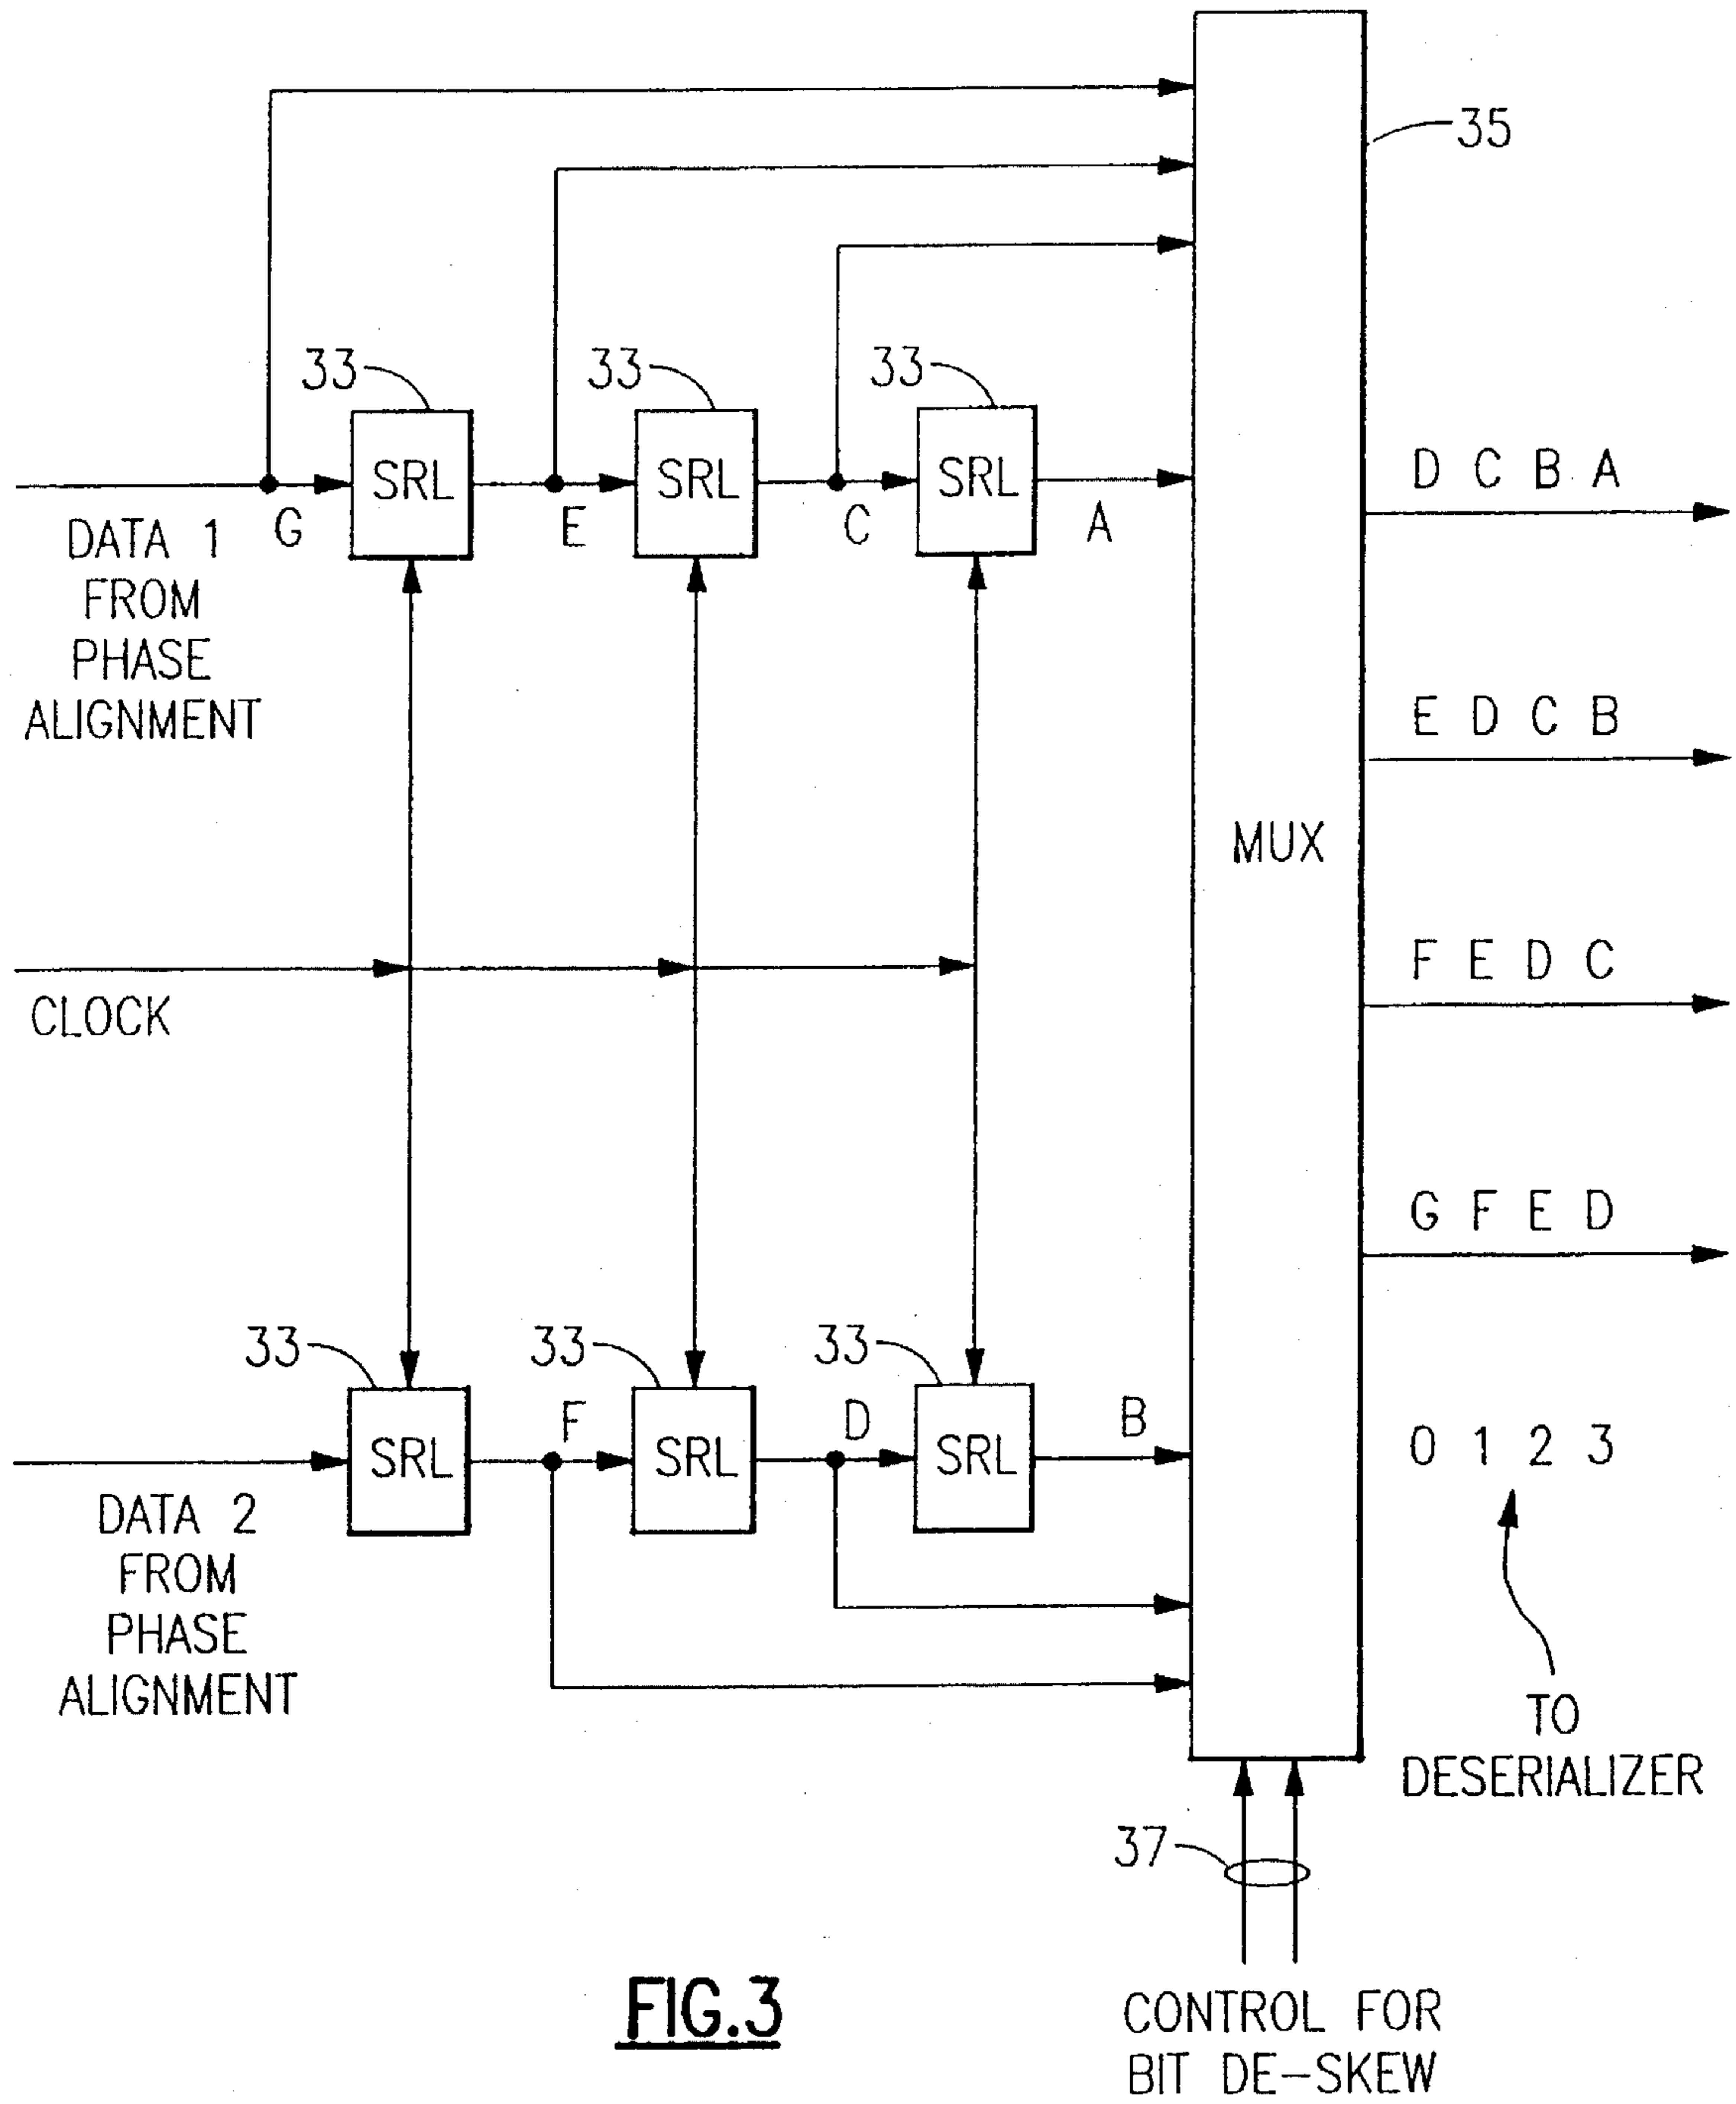 35
33
33
33
SRL
SRL
SRL
G
E
C
A
DATA 1
FROM
PHASE
ALIGNMENT
D C B A
E D C B
MUX
F E D C
CLOCK
G F E D
33
33
33
SRL
SRL
SRL
F
D
B
0 1 2 3
DATA 2
FROM
PHASE
ALIGNMENT
TO
DESERIALIZER
37
CONTROL FOR
BIT DE-SKEW
FIG.3